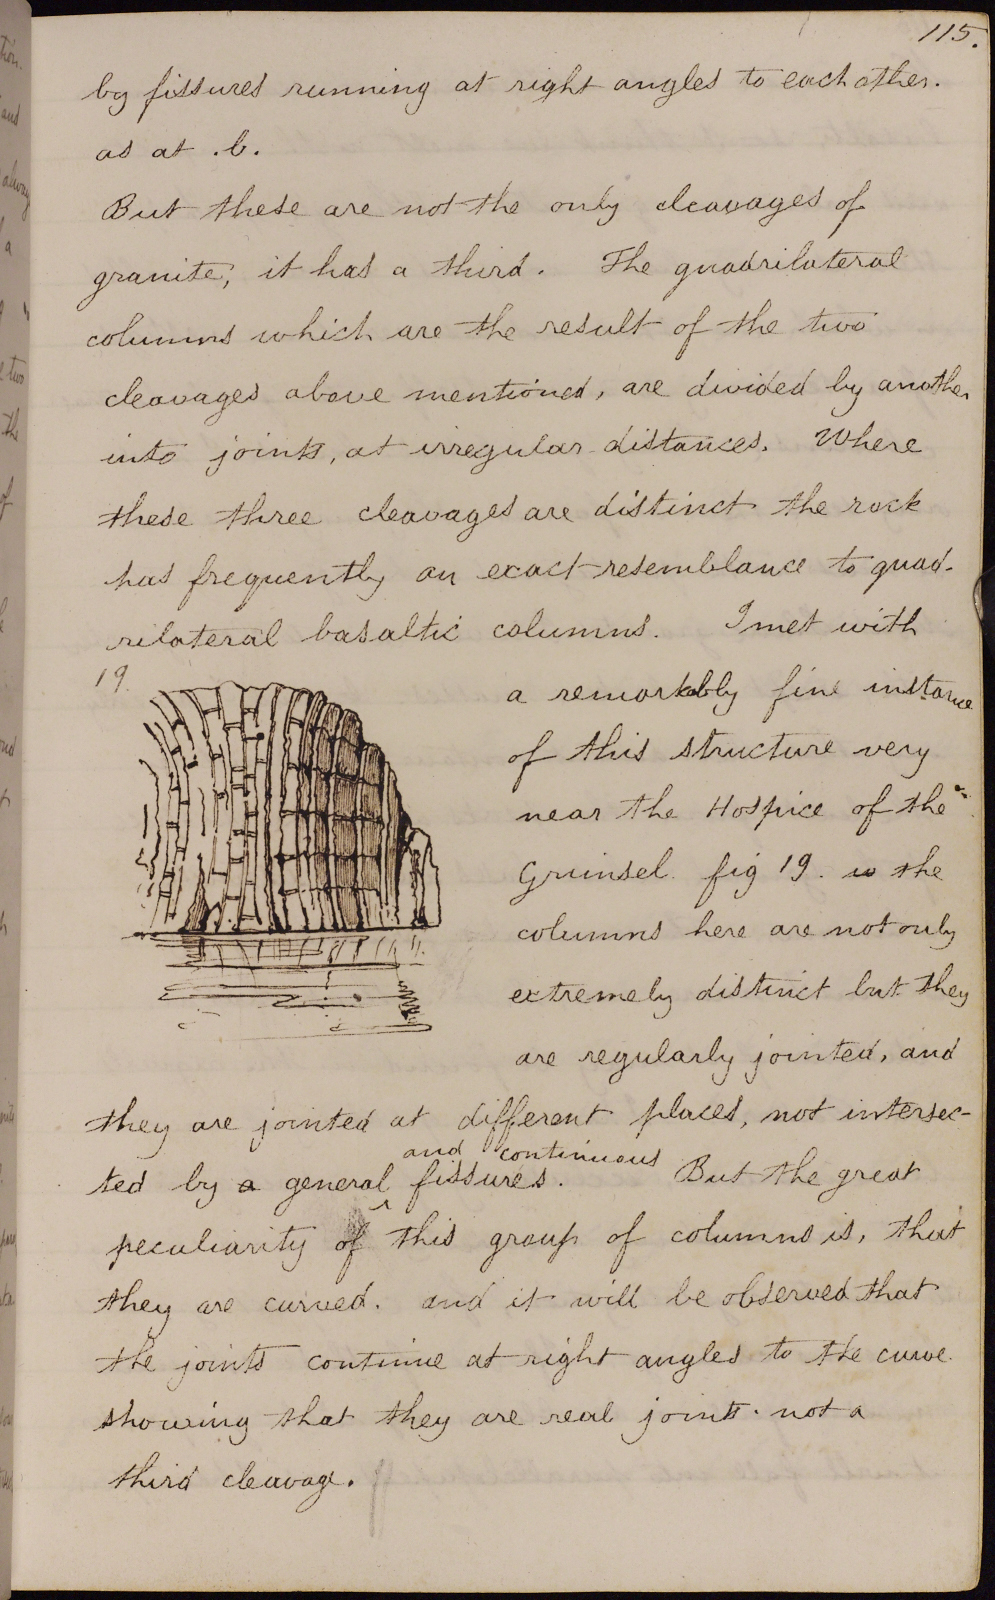 115.
by fissures running at right angles to each other.
as at .b.
But these are not the only cleavages of
granite; it has a third. The quadrilateral
columns which are the result of the two
cleavages above mentioned, are divided by another
into joints, at irregular distances. Where
these three cleavages are distinct the rock
has frequently an exact resemblance to quad-
rilateral basaltic columns. I met with
19.
a remarkably fine instance
of this structure very
near the Hospice of the
Grimsel. fig 19. the
columns here are not only
extremely distinct but they
are regularly jointed, and
they are jointed at different places, not intersec-
and continuous
ted by a general fissures. But the great
peculiarity of this group of columns is, that
they are curved. and it will be observed that
the joints continue at right angles to the curve
showing that they are real joints. not a
third cleavage.